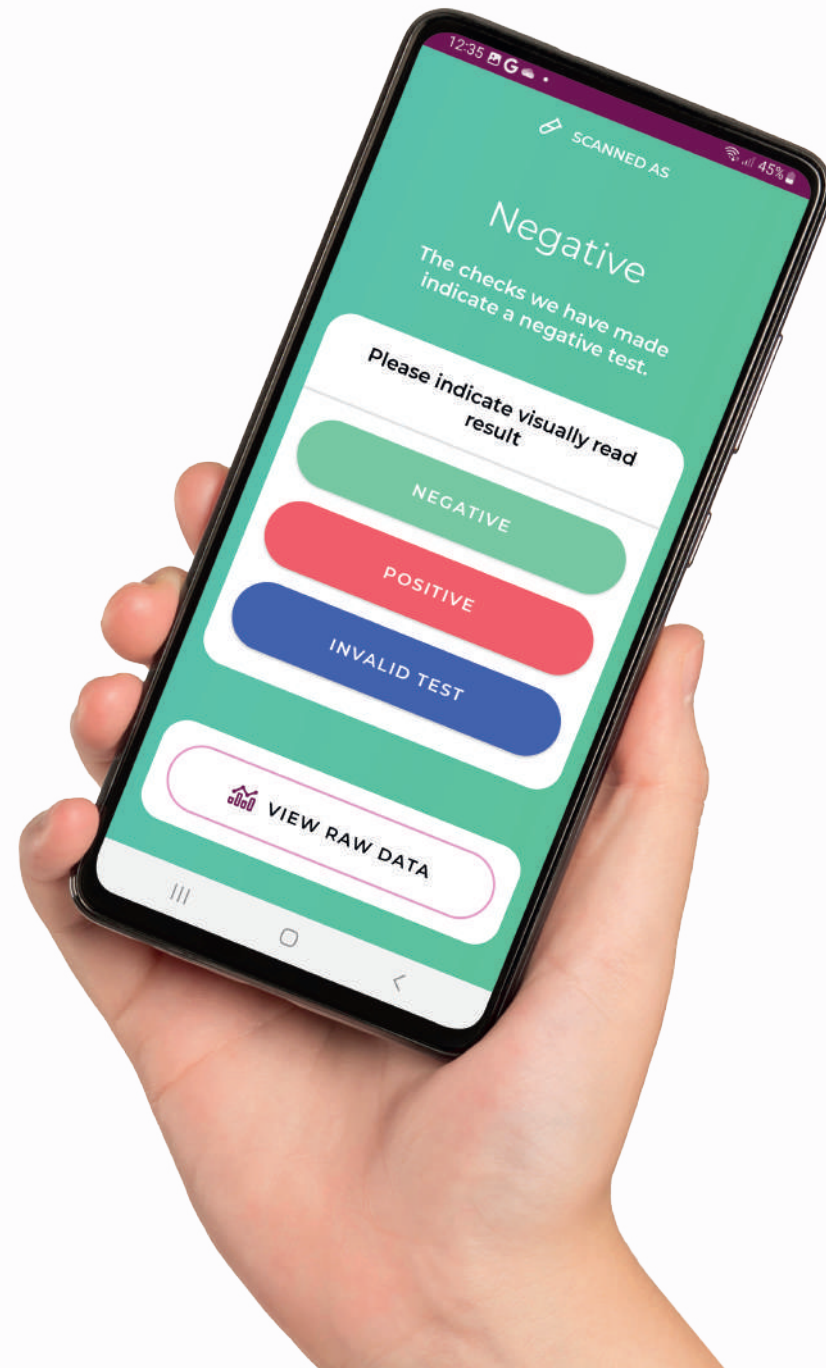 12:35 G
45%
SCANNED AS
Negative
The checks we have made
indicate a negative test.
Please indicate visually read
result
NEGATIVE
POSITIVE
INVALID TEST
VIEW RAW DATA